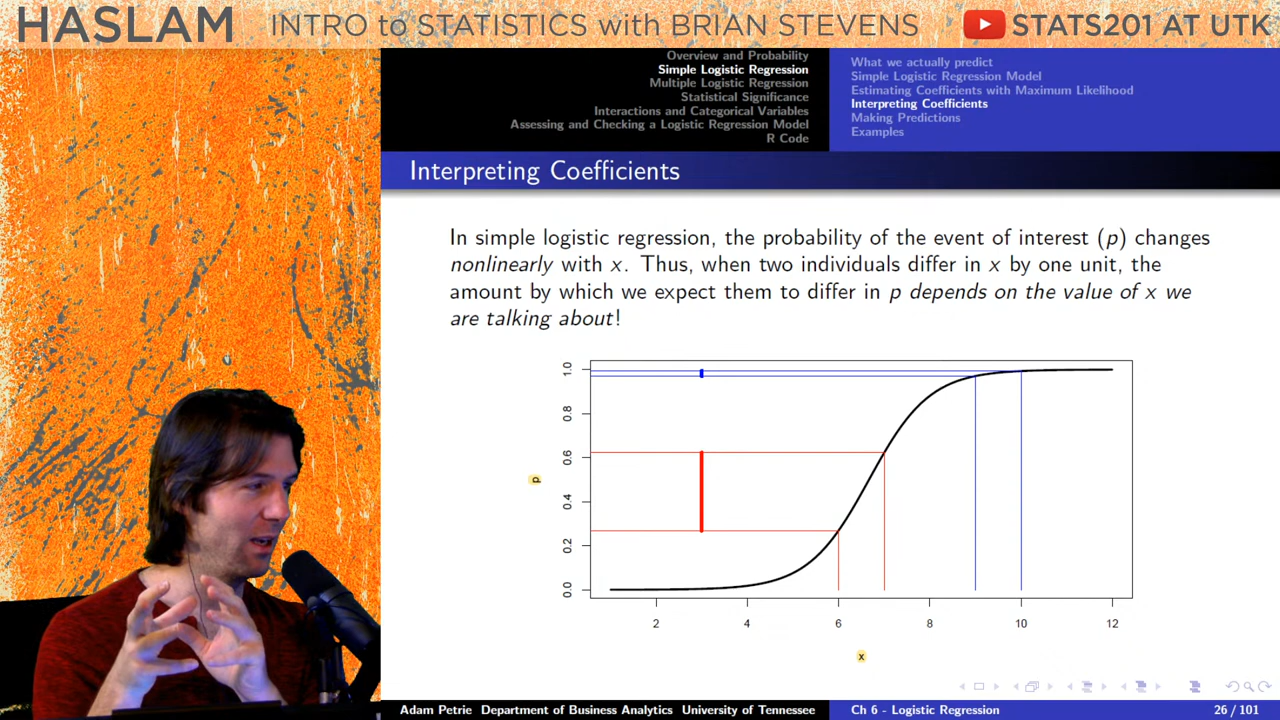 HASLAM INTRO to STATISTICS with BRIAN STEVENS STATS201 AT UTK
Overview and Probability
Simple Logistic Regression
Multiple Logistic Regression
Statistical Significance
Interactions and Categorical Variables
Assessing and Checking a Logistic Regression Model
R Code
What we actually predict
Simple Logistic Regression Model
Estimating Coefficients with Maximum Likelihood
Interpreting Coefficients
Making Predictions
Examples
Interpreting Coefficients
In simple logistic regression, the probability of the event of interest (p) changes
nonlinearly with x. Thus, when two individuals differ in x by one unit, the
amount by which we expect them to differ in p depends on the value of x we
are talking about!
1.0
0.8
0.6
0.4
0.2
0.0
p
2 4 6 8 10 12
x
Adam Petrie Department of Business Analytics University of Tennessee Ch 6 - Logistic Regression 26 / 101